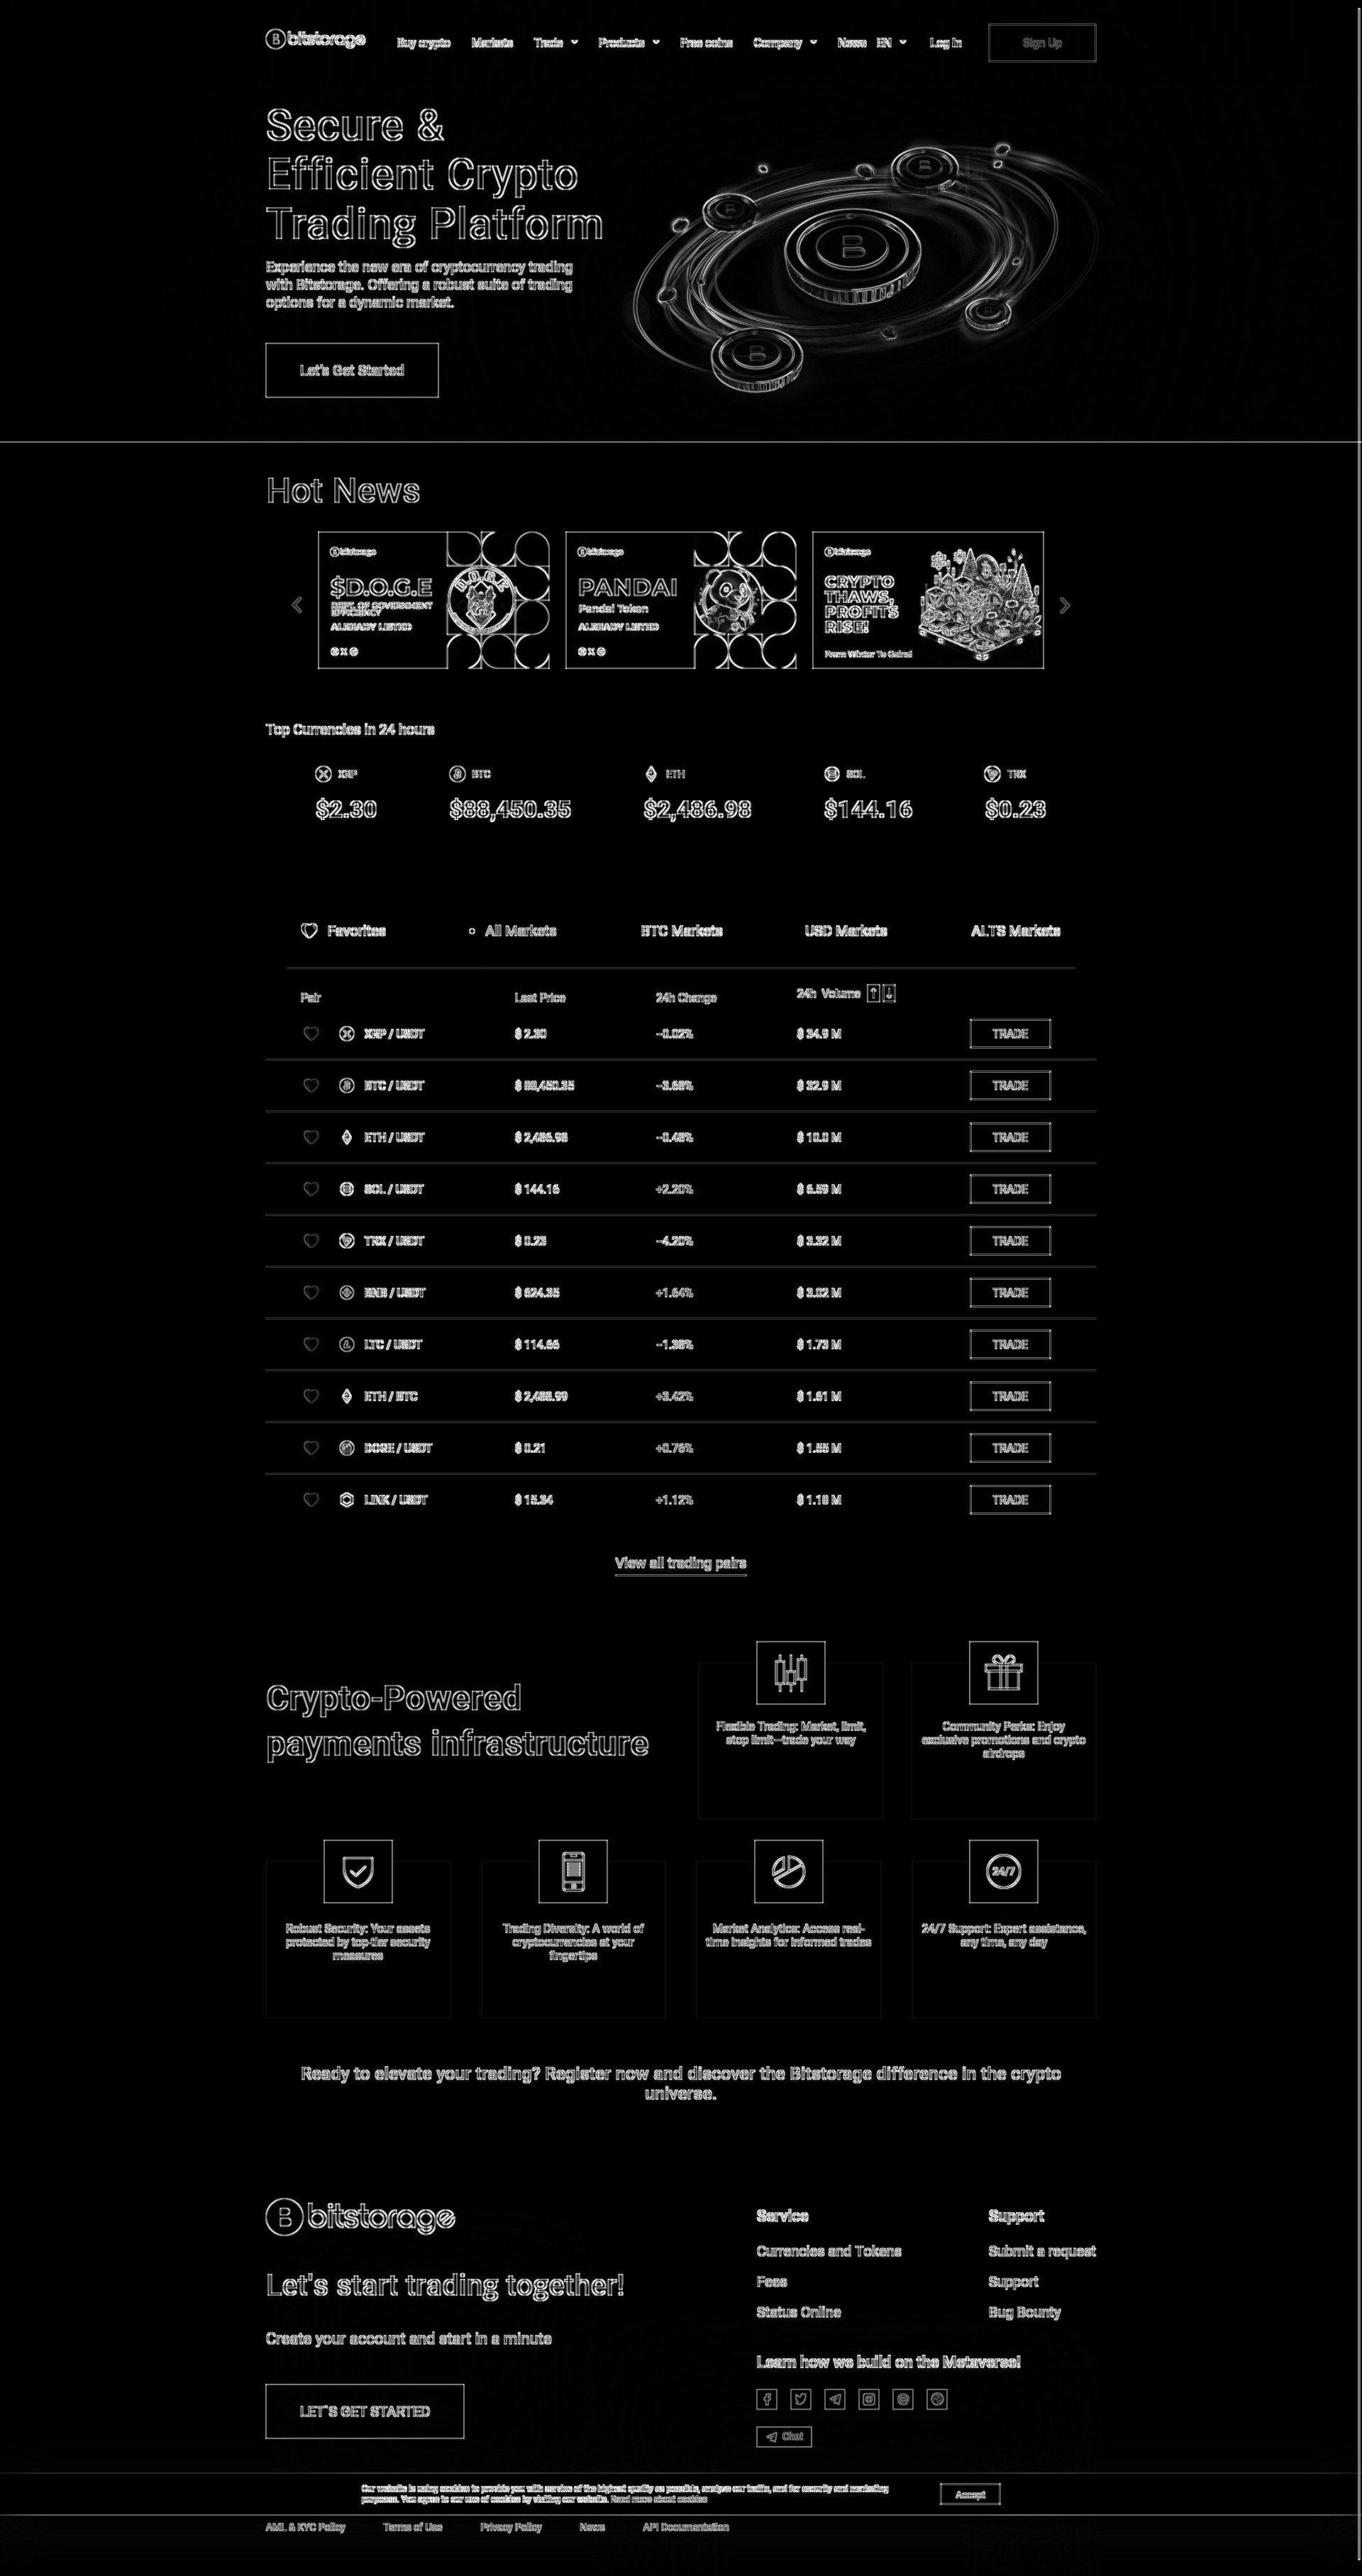 bitstorage
Buy crypto
Markets
Trade
Products
Free coins
Company
News
EN
Log In
Sign Up
Secure &
Efficient Crypto
Trading Platform
Experience the new era of cryptocurrency trading
with Bitstorage. Offering a robust suite of trading
options for a dynamic market.
Let's Get Started
Hot News
bitstorage
$D.O.G.E
DEPT. OF GOVERNMENT
EFFICIENCY
ALREADY LISTED
D.O.G.E
bitstorage
PANDAI
Pandai Token
ALREADY LISTED
bitstorage
CRYPTO
THAWS,
PROFITS
RISE!
From Winter To Gains!
Top Currencies in 24 hours
XRP
BTC
ETH
SOL
TRX
$2.30
$88,450.35
$2,486.98
$144.16
$0.23
Favorites
All Markets
BTC Markets
USD Markets
ALTS Markets
Pair
Last Price
24h Change
24h Volume
XRP / USDT $ 2.30 -0.02% $ 34.9 M TRADE
BTC / USDT $ 88,450.35 -3.68% $ 32.9 M TRADE
ETH / USDT $ 2,486.98 -0.48% $ 10.0 M TRADE
SOL / USDT $ 144.16 +2.20% $ 6.59 M TRADE
TRX / USDT $ 0.23 -4.20% $ 3.32 M TRADE
BNB / USDT $ 624.35 +1.64% $ 3.02 M TRADE
LTC / USDT $ 114.66 -1.38% $ 1.73 M TRADE
ETH / BTC $ 2,488.99 +3.42% $ 1.61 M TRADE
DOGE / USDT $ 0.21 +0.76% $ 1.55 M TRADE
LINK / USDT $ 15.34 +1.12% $ 1.18 M TRADE
View all trading pairs
Crypto-Powered
payments infrastructure
Flexible Trading: Market, limit,
stop limit—trade your way
Community Perks: Enjoy
exclusive promotions and crypto
airdrops
Robust Security: Your assets
protected by top-tier security
measures
Trading Diversity: A world of
cryptocurrencies at your
fingertips
Market Analytics: Access real-
time insights for informed trades
24/7
24/7 Support: Expert assistance,
any time, any day
Ready to elevate your trading? Register now and discover the Bitstorage difference in the crypto
universe.
bitstorage
Let's start trading together!
Create your account and start in a minute
LET'S GET STARTED
Service
Currencies and Tokens
Fees
Status Online
Support
Submit a request
Support
Bug Bounty
Learn how we build on the Metaverse!
Chat
Our website is using cookies to provide you with service of the highest quality as possible, analyse our traffic, and for security and marketing
purposes. You agree to our use of cookies by visiting our website. Read more about cookies
Accept
AML & KYC Policy
Terms of Use
Privacy Policy
News
API Documentation